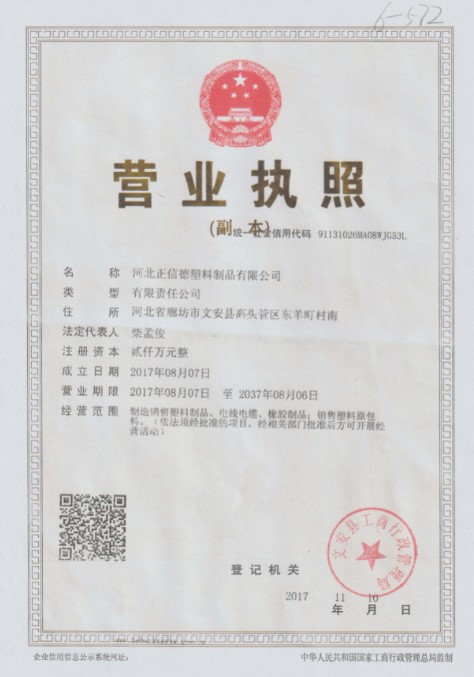 6-572
营业执照
(副 本)
统一社会信用代码 91131026MA08WJG53L
名 称 河北正信德塑料制品有限公司
类 型 有限责任公司
住 所 河北省廊坊市文安县高头管区东羊町村南
法定代表人 柴孟俊
注册资本 贰仟万元整
成立日期 2017年08月07日
营业期限 2017年08月07日 至 2037年08月06日
经营范围 制造销售塑料制品、电线电缆、橡胶制品；销售塑料原包
料。（依法须经批准的项目，经相关部门批准后方可开展经
营活动）
文安县工商行政管理局
登记机关
2017 11 10
年 月 日
企业信用信息公示系统网址：
中华人民共和国国家工商行政管理总局监制